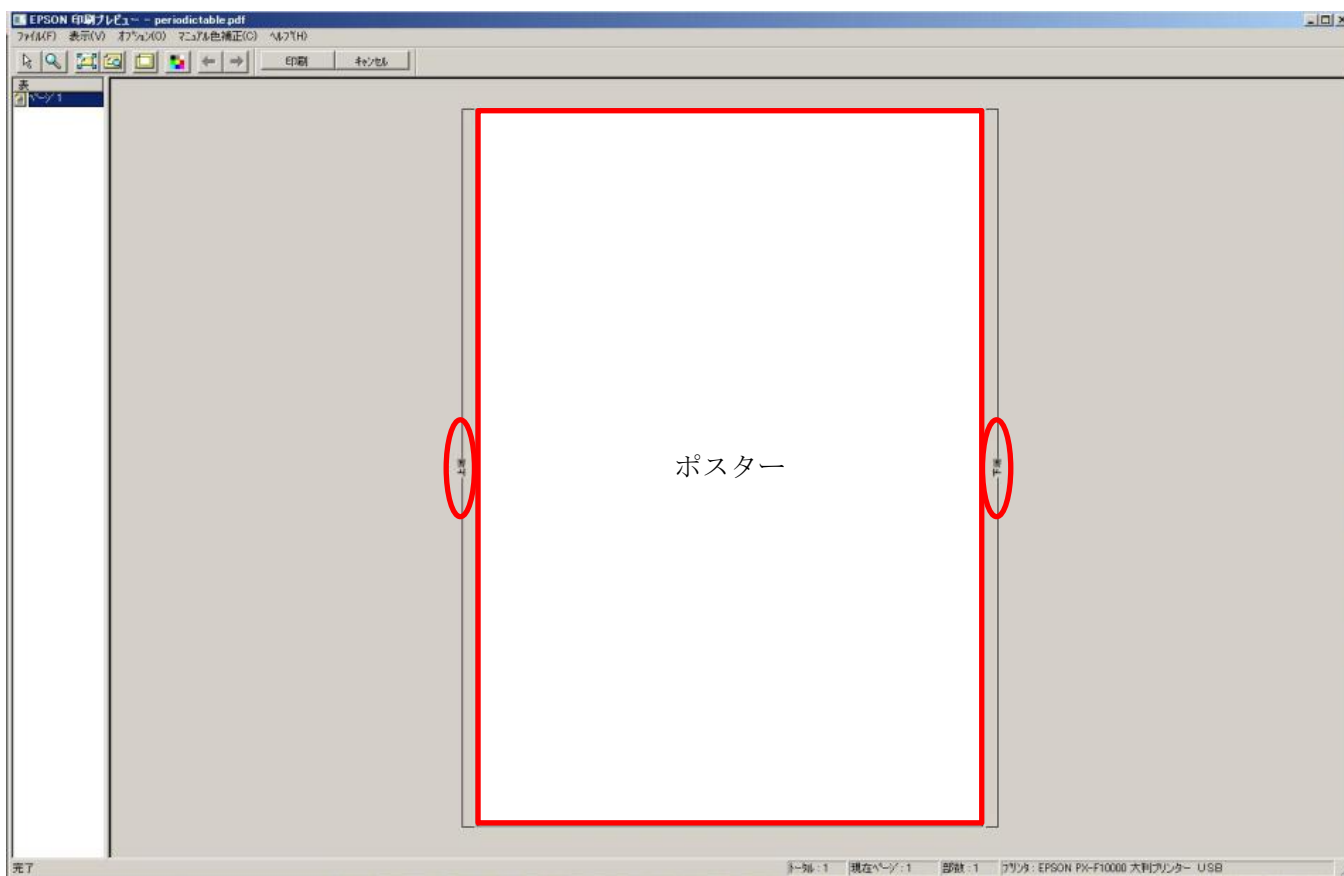 EPSON 印刷プレビュー - periodictable.pdf
ファイル(F) 表示(V) オプション(O) マニュアル色補正(C) ヘルプ(H)
印刷 キャンセル
表
ページ 1
上端
ポスター
下端
完了
トータル : 1 現在ページ : 1 部数 : 1 プリンタ : EPSON PX-F10000 大判プリンター USB